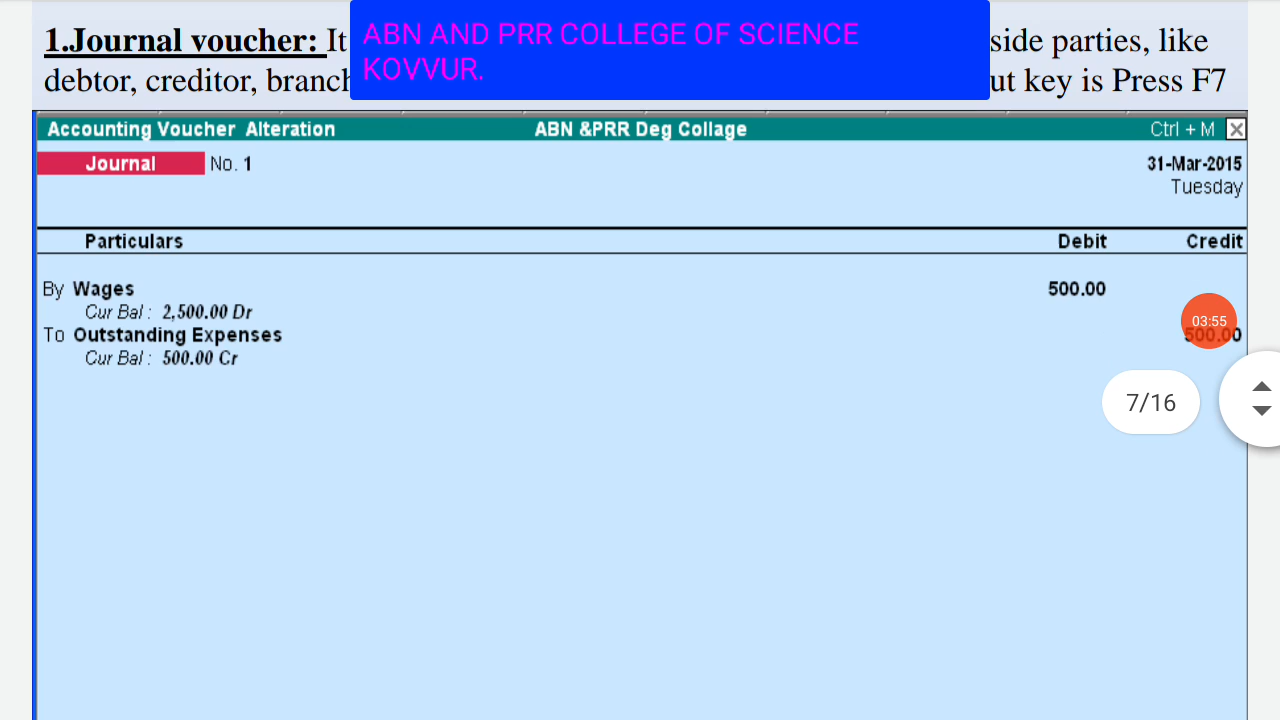 1.Journal voucher: It
ABN AND PRR COLLEGE OF SCIENCE
KOVVUR.
side parties, like
debtor, creditor, branch
ut key is Press F7
Accounting Voucher Alteration ABN &PRR Deg Collage Ctrl + M
Journal No. 1 31-Mar-2015
Tuesday
Particulars Debit Credit
By Wages 500.00
Cur Bal : 2,500.00 Dr
03:55
To Outstanding Expenses 500.00
Cur Bal : 500.00 Cr
7/16